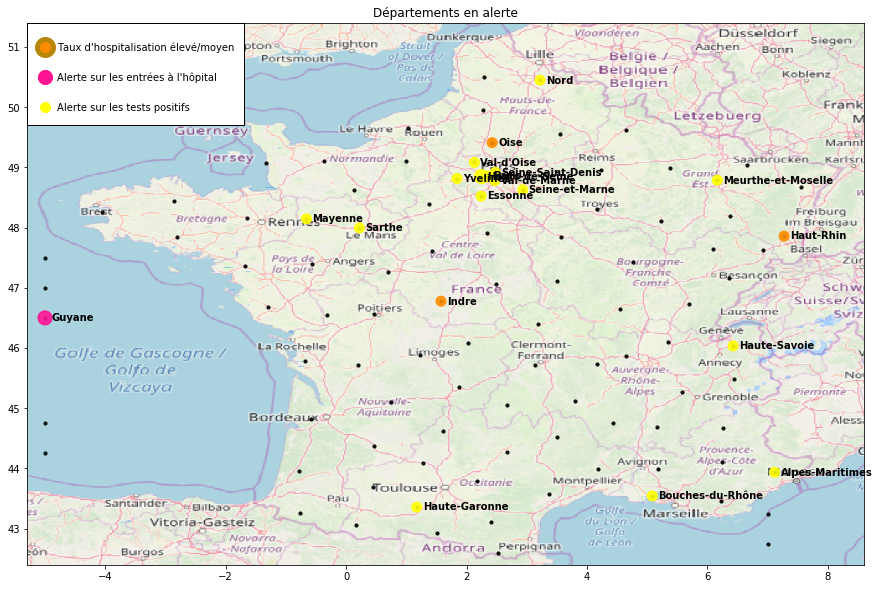 Départements en alerte
Taux d'hospitalisation élevé/moyen
Alerte sur les entrées à l'hôpital
Alerte sur les tests positifs
51
50
49
48
47
46
45
44
43
−4
−2
0
2
4
6
8
Brighton
Portsmouth
Strait
of Dover /
Pas de
Calais
Dunkerque
Vlaanderen
Düsseldorf
Aachen
Bonn
Siegen
Koblenz
Lille
België /
Belgique /
Belgien
Nord
Hauts-de-
France
Lëtzebuerg
Guernsey
Jersey
Le Havre
Rouen
Normandie
Oise
Reims
Val-d'Oise
Seine-Saint-Denis
Val-de-Marne
Seine-et-Marne
Essonne
Troyes
Grand
Est
Meurthe-et-Moselle
Saarbrücken
Karlsruhe
Freiburg
im Breisgau
Haut-Rhin
Basel
Brest
Bretagne
Rennes
Mayenne
Sarthe
Le Mans
Pays de
la Loire
Angers
Centre-
Val de Loire
Bourgogne-
Franche-
Comté
Besançon
France
Indre
Poitiers
Guyane
Golfe de Gascogne /
Golfo de
Vizcaya
La Rochelle
Limoges
Clermont-
Ferrand
Lausanne
Genève
Haute-Savoie
Annecy
Auvergne-
Rhône-
Alpes
Grenoble
Piemonte
Bordeaux
Nouvelle-
Aquitaine
Toulouse
Occitanie
Haute-Garonne
Montpellier
Avignon
Provence-
Alpes-Côte
d'Azur
Alpes-Maritimes
Bouches-du-Rhône
Marseille
Golfe
du Lion /
Golfo
de León
Santander
Bilbao
Vitoria-Gasteiz
Burgos
Navarra -
Nafarroa
Pau
Andorra
Perpignan